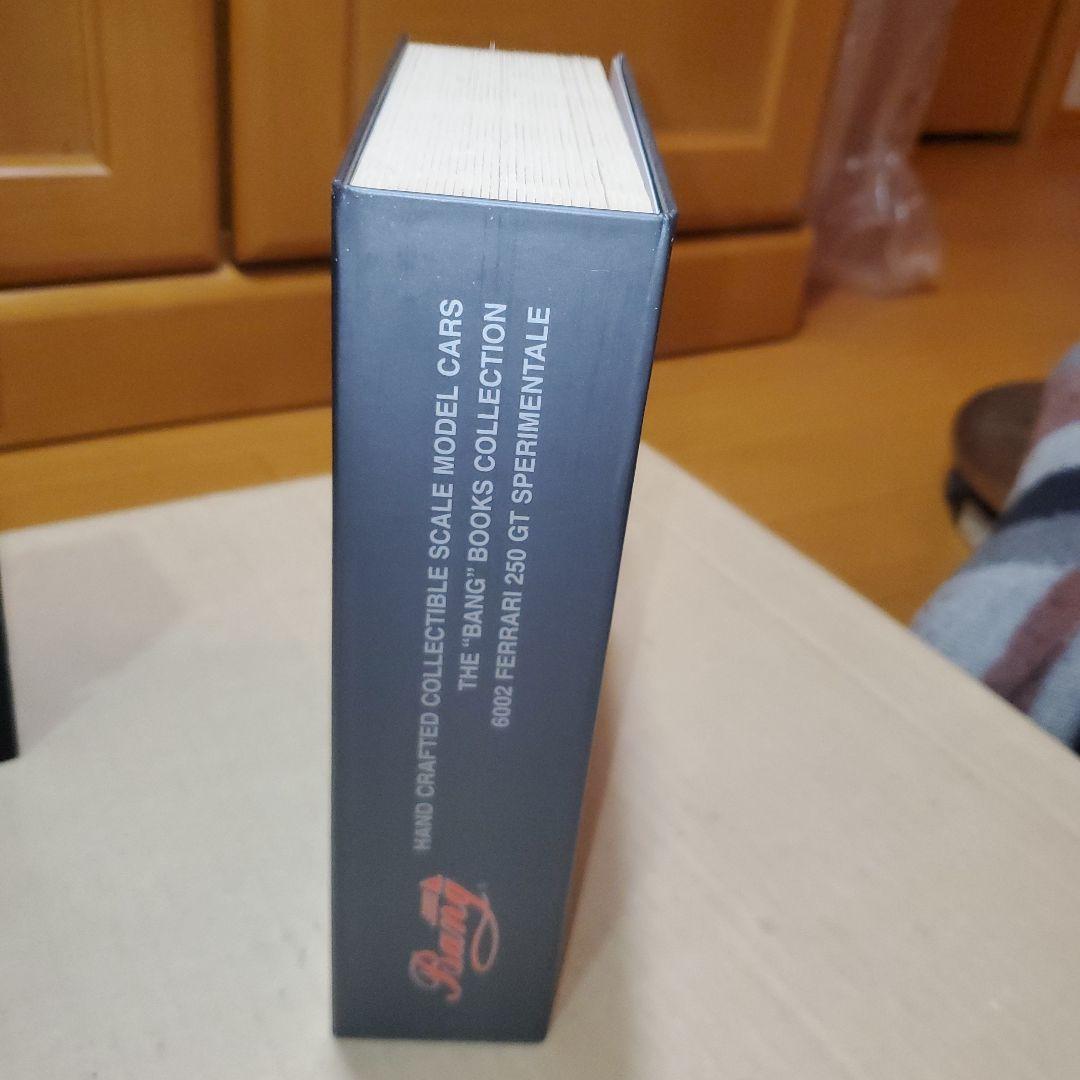 HAND CRAFTED COLLECTIBLE SCALE MODEL CARS
THE "BANG" BOOKS COLLECTION
6002 FERRARI 250 GT SPERIMENTALE
Bang